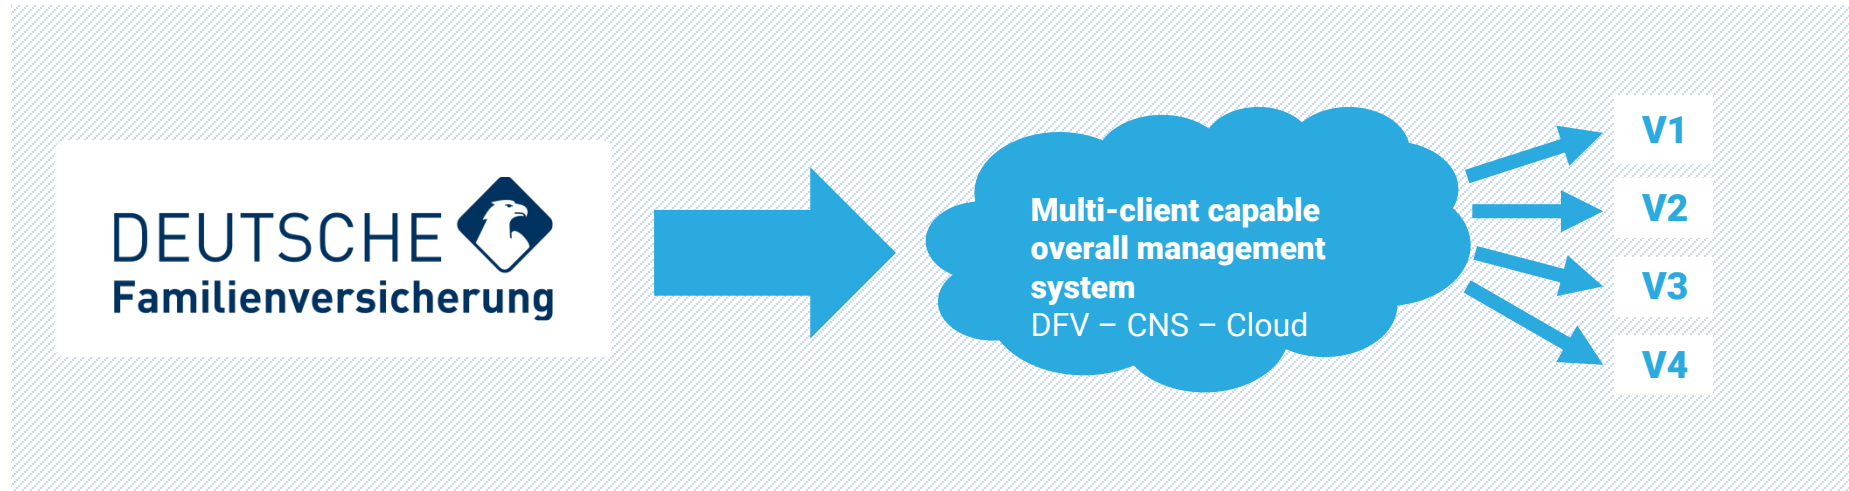 DEUTSCHE
Familienversicherung
Multi-client capable
overall management
system
DFV – CNS – Cloud
V1
V2
V3
V4